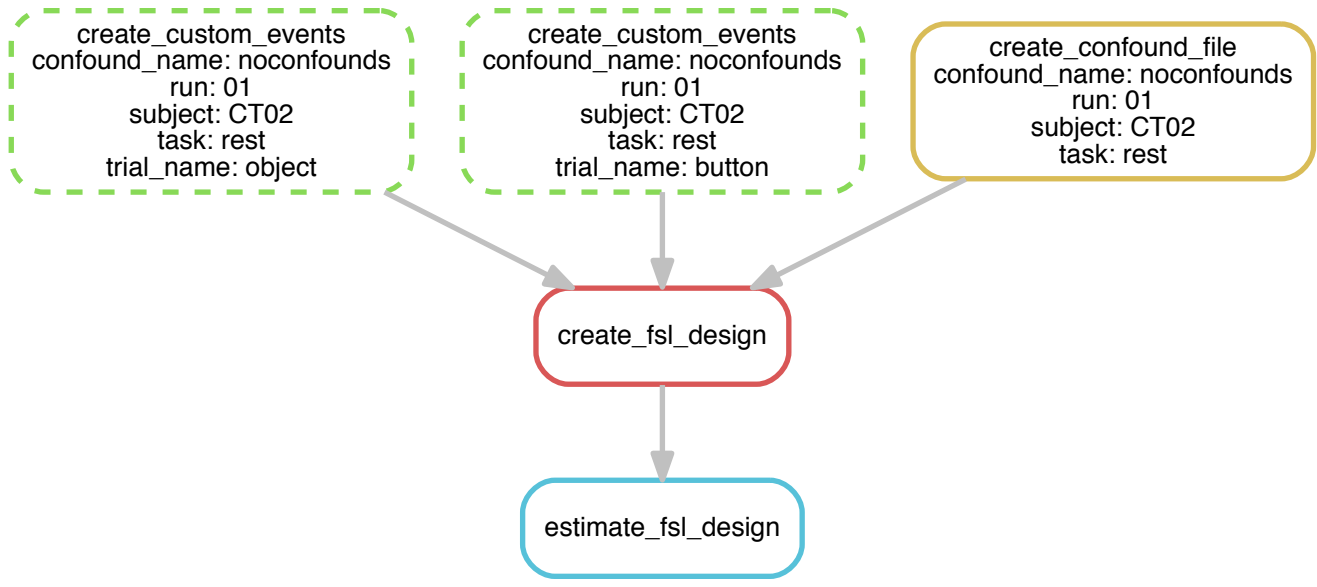 create_custom_events
confound_name: noconfounds
run: 01
subject: CT02
task: rest
trial_name: object
create_custom_events
confound_name: noconfounds
run: 01
subject: CT02
task: rest
trial_name: button
create_confound_file
confound_name: noconfounds
run: 01
subject: CT02
task: rest
create_fsl_design
estimate_fsl_design